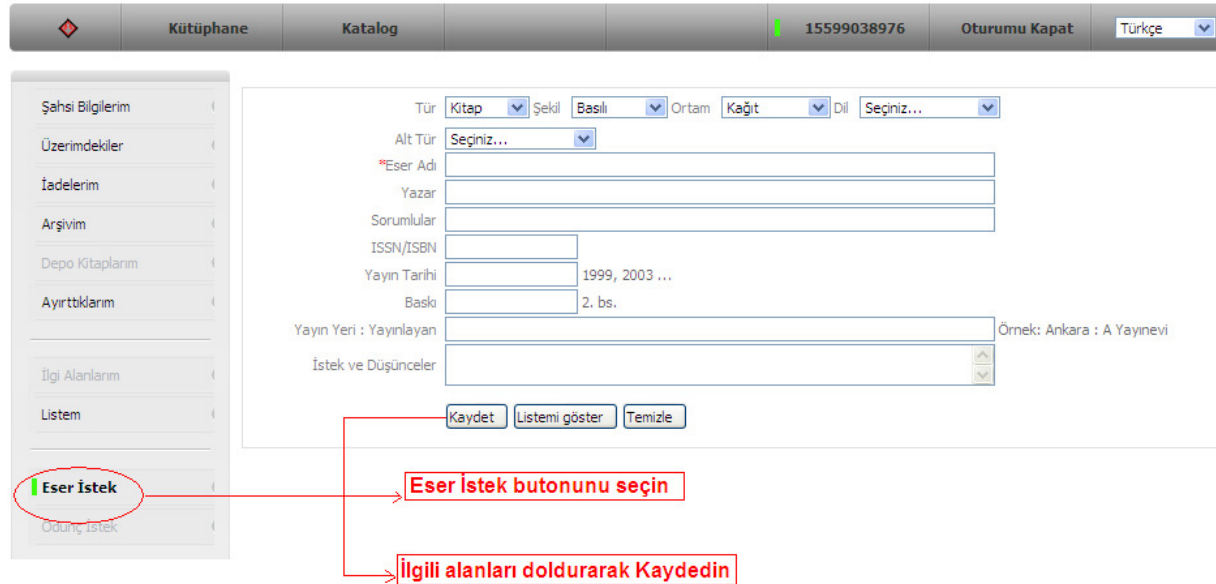 Kütüphane Katalog 15599038976 Oturumu Kapat Türkçe
Şahsi Bilgilerim
Üzerimdekiler
İadelerim
Arşivim
Depo Kitaplarım
Ayırttıklarım
İlgi Alanlarım
Listem
Eser İstek
Ödünç İstek
Tür Kitap Şekil Basılı Ortam Kağıt Dil Seçiniz...
Alt Tür Seçiniz...
*Eser Adı
Yazar
Sorumlular
ISSN/ISBN
Yayın Tarihi 1999, 2003 ...
Baskı 2. bs.
Yayın Yeri : Yayınlayan Örnek: Ankara : A Yayınevi
İstek ve Düşünceler
Kaydet Listemi göster Temizle
Eser İstek butonunu seçin
İlgili alanları doldurarak Kaydedin